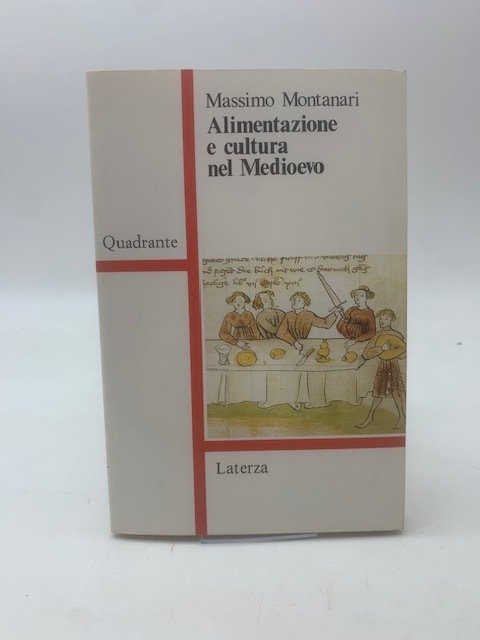 Massimo Montanari
Alimentazione
e cultura
nel Medioevo
Quadrante
Laterza